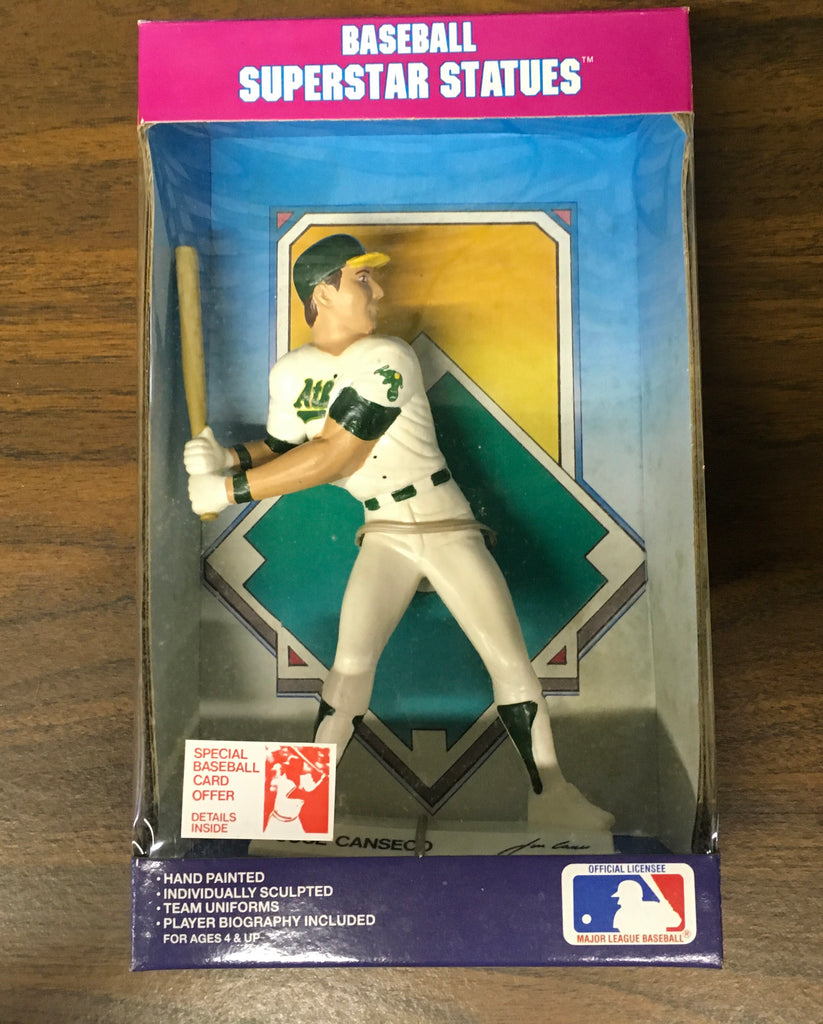 BASEBALL
SUPERSTAR STATUES™
SPECIAL
BASEBALL
CARD
OFFER
DETAILS
INSIDE
CANSECO
• HAND PAINTED
• INDIVIDUALLY SCULPTED
• TEAM UNIFORMS
• PLAYER BIOGRAPHY INCLUDED
FOR AGES 4 & UP
OFFICIAL LICENSEE
MAJOR LEAGUE BASEBALL®